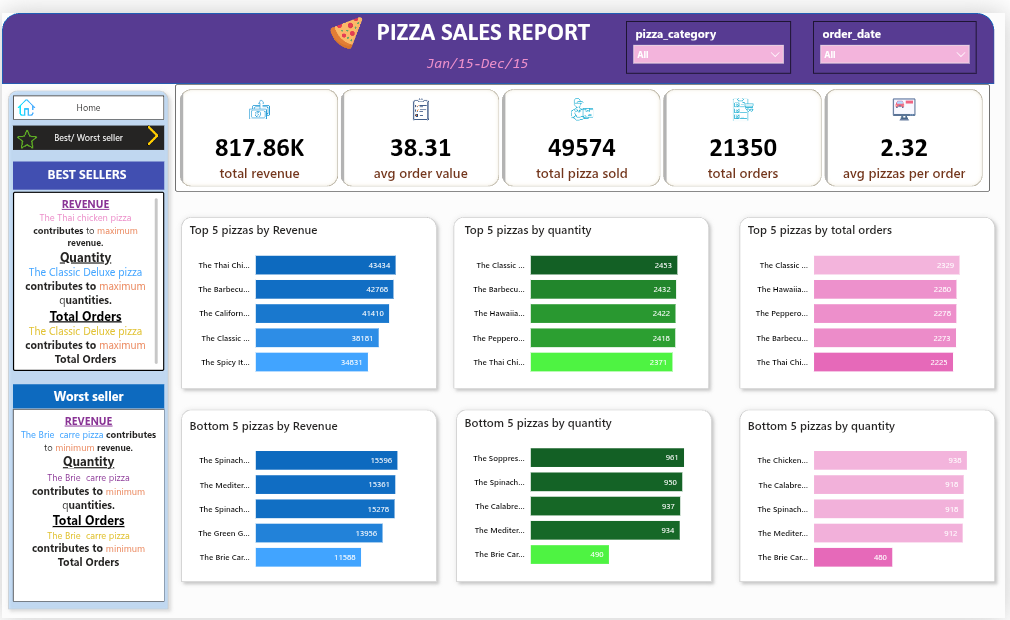 PIZZA SALES REPORT
Jan/15-Dec/15
pizza_category
All
order_date
All
Home
Best/ Worst seller
BEST SELLERS
REVENUE
The Thai chicken pizza
contributes to maximum
revenue.
Quantity
The Classic Deluxe pizza
contributes to maximum
quantities.
Total Orders
The Classic Deluxe pizza
contributes to maximum
Total Orders
Worst seller
REVENUE
The Brie carre pizza contributes
to minimum revenue.
Quantity
The Brie carre pizza
contributes to minimum
quantities.
Total Orders
The Brie carre pizza
contributes to minimum
Total Orders
817.86K
total revenue
38.31
avg order value
49574
total pizza sold
21350
total orders
2.32
avg pizzas per order
Top 5 pizzas by Revenue
The Thai Chi... 43434
The Barbecu... 42768
The Californ... 41410
The Classic ... 38181
The Spicy It... 34831
Top 5 pizzas by quantity
The Classic ... 2453
The Barbecu... 2432
The Hawaiia... 2422
The Peppero... 2418
The Thai Chi... 2371
Top 5 pizzas by total orders
The Classic ... 2329
The Hawaiia... 2280
The Peppero... 2278
The Barbecu... 2273
The Thai Chi... 2225
Bottom 5 pizzas by Revenue
The Spinach... 15596
The Mediter... 15361
The Spinach... 15278
The Green G... 13956
The Brie Car... 11588
Bottom 5 pizzas by quantity
The Soppres... 961
The Spinach... 950
The Calabre... 937
The Mediter... 934
The Brie Car... 490
Bottom 5 pizzas by quantity
The Chicken... 938
The Calabre... 918
The Spinach... 918
The Mediter... 912
The Brie Car... 480